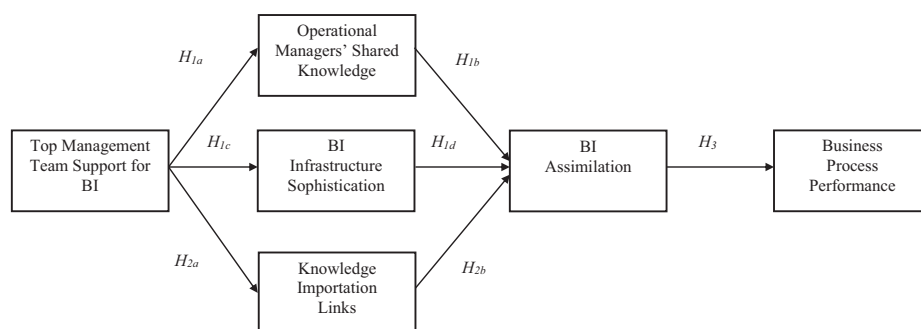 Operational
Managers' Shared
Knowledge
H1a
H1b
Top Management
Team Support for
BI
H1c
BI
Infrastructure
Sophistication
H1d
BI
Assimilation
H3
Business
Process
Performance
H2a
Knowledge
Importation
Links
H2b